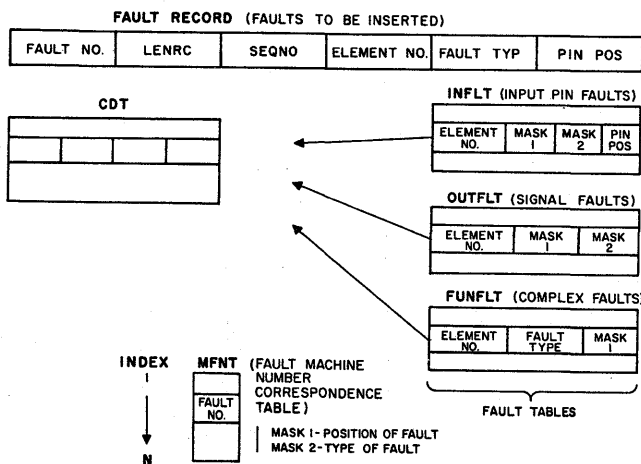 FAULT RECORD (FAULTS TO BE INSERTED)
FAULT NO. LENRC SEQNO ELEMENT NO. FAULT TYP PIN POS
CDT
INFLT (INPUT PIN FAULTS)
ELEMENT NO. MASK 1 MASK 2 PIN POS
OUTFLT (SIGNAL FAULTS)
ELEMENT NO. MASK 1 MASK 2
FUNFLT (COMPLEX FAULTS)
ELEMENT NO. FAULT TYPE MASK 1
FAULT TABLES
INDEX
1
N
MFNT (FAULT MACHINE
NUMBER
CORRESPONDENCE
TABLE)
FAULT NO.
MASK 1-POSITION OF FAULT
MASK 2-TYPE OF FAULT